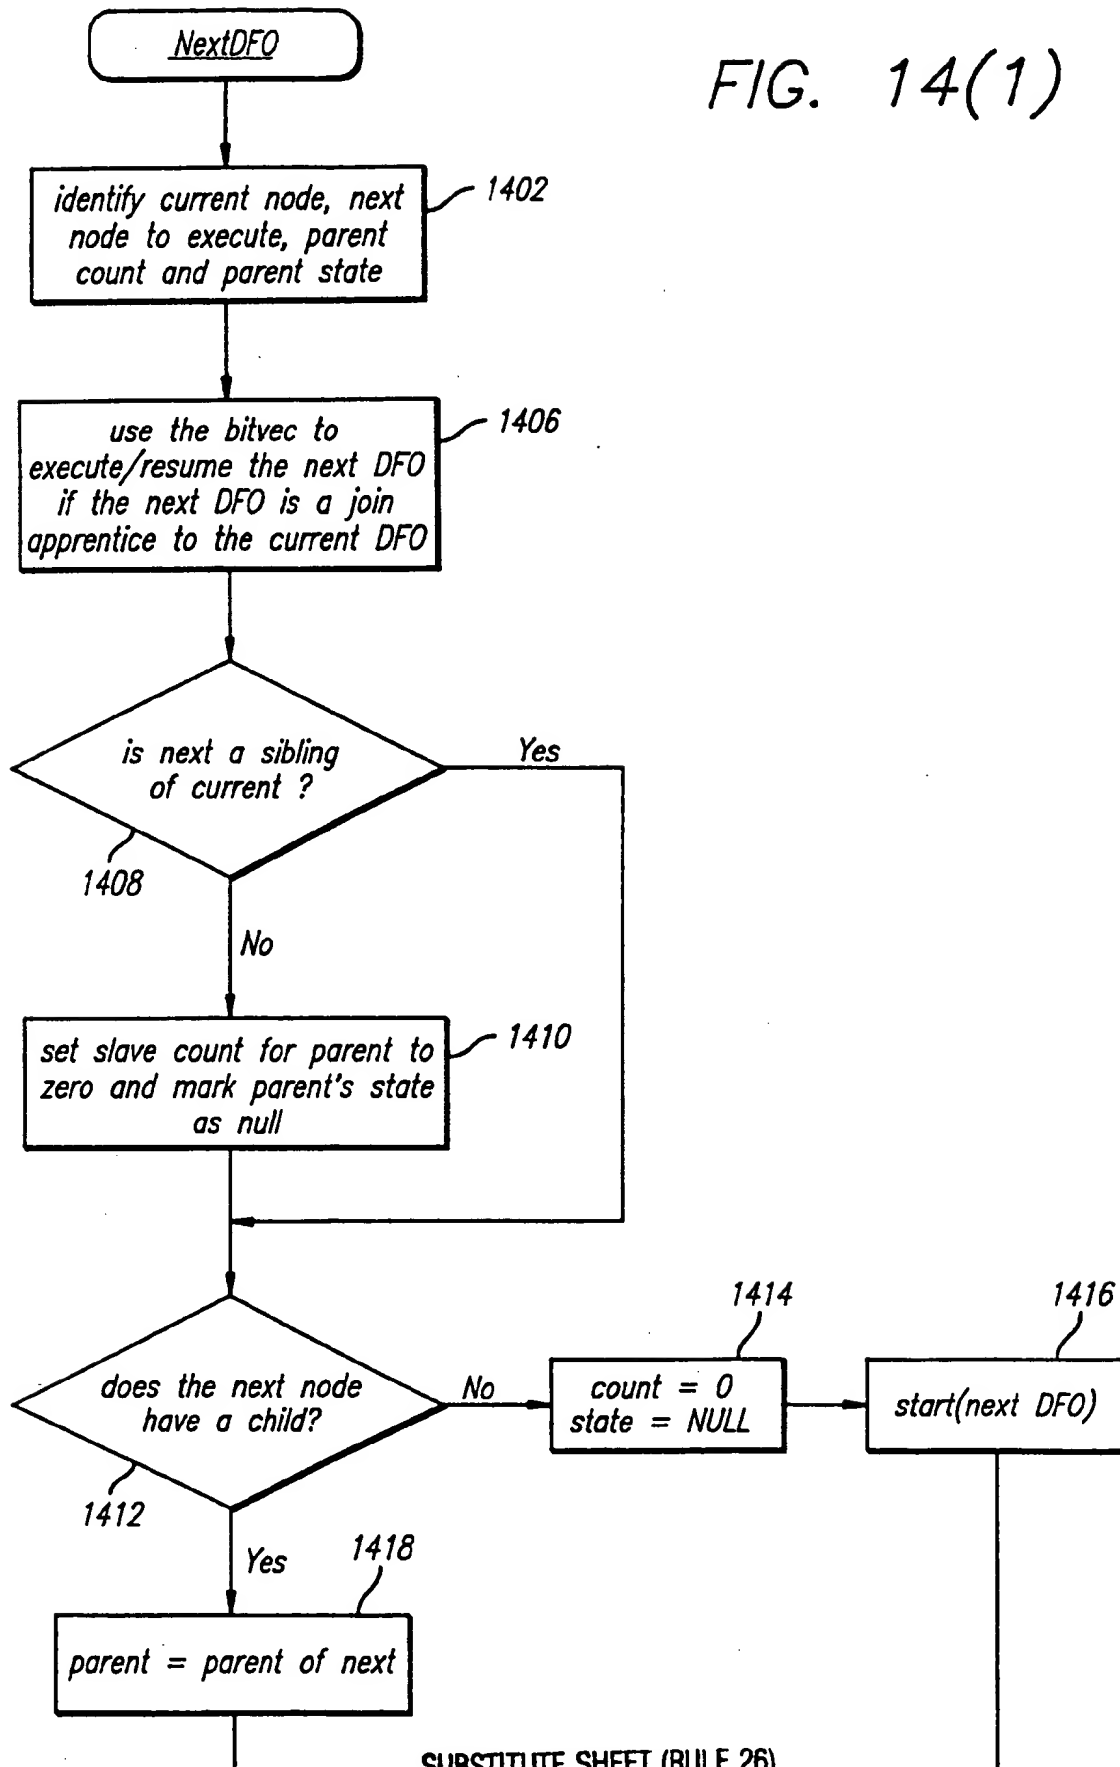 NextDFO
FIG. 14(1)
identify current node, next
node to execute, parent
count and parent state
1402
use the bitvec to
execute/resume the next DFO
if the next DFO is a join
apprentice to the current DFO
1406
is next a sibling
of current ?
Yes
1408
No
set slave count for parent to
zero and mark parent's state
as null
1410
does the next node
have a child?
No
1412
count = 0
state = NULL
1414
start(next DFO)
1416
Yes
parent = parent of next
1418
SUBSTITUTE SHEET (RULE 26)